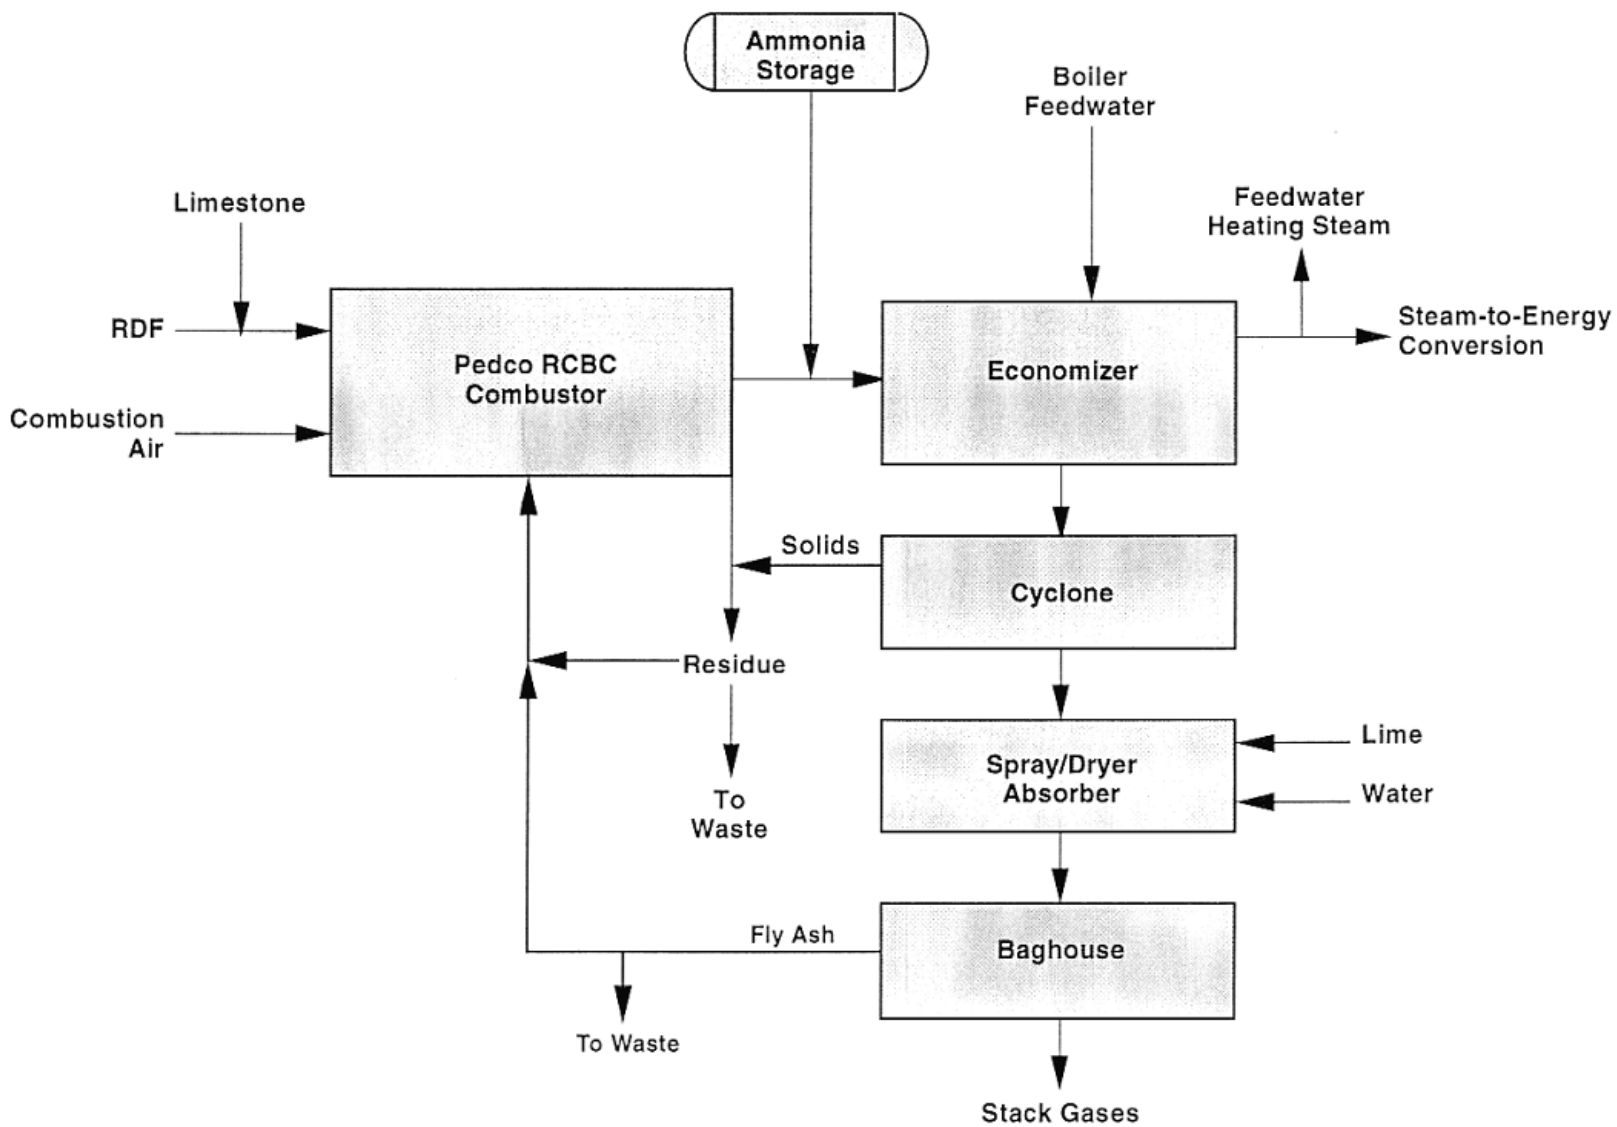 Ammonia
Storage
Boiler
Feedwater
Limestone
Feedwater
Heating Steam
RDF
Pedco RCBC
Combustor
Economizer
Steam-to-Energy
Conversion
Combustion
Air
Solids
Cyclone
Residue
Spray/Dryer
Absorber
Lime
Water
To
Waste
Fly Ash
Baghouse
To Waste
Stack Gases